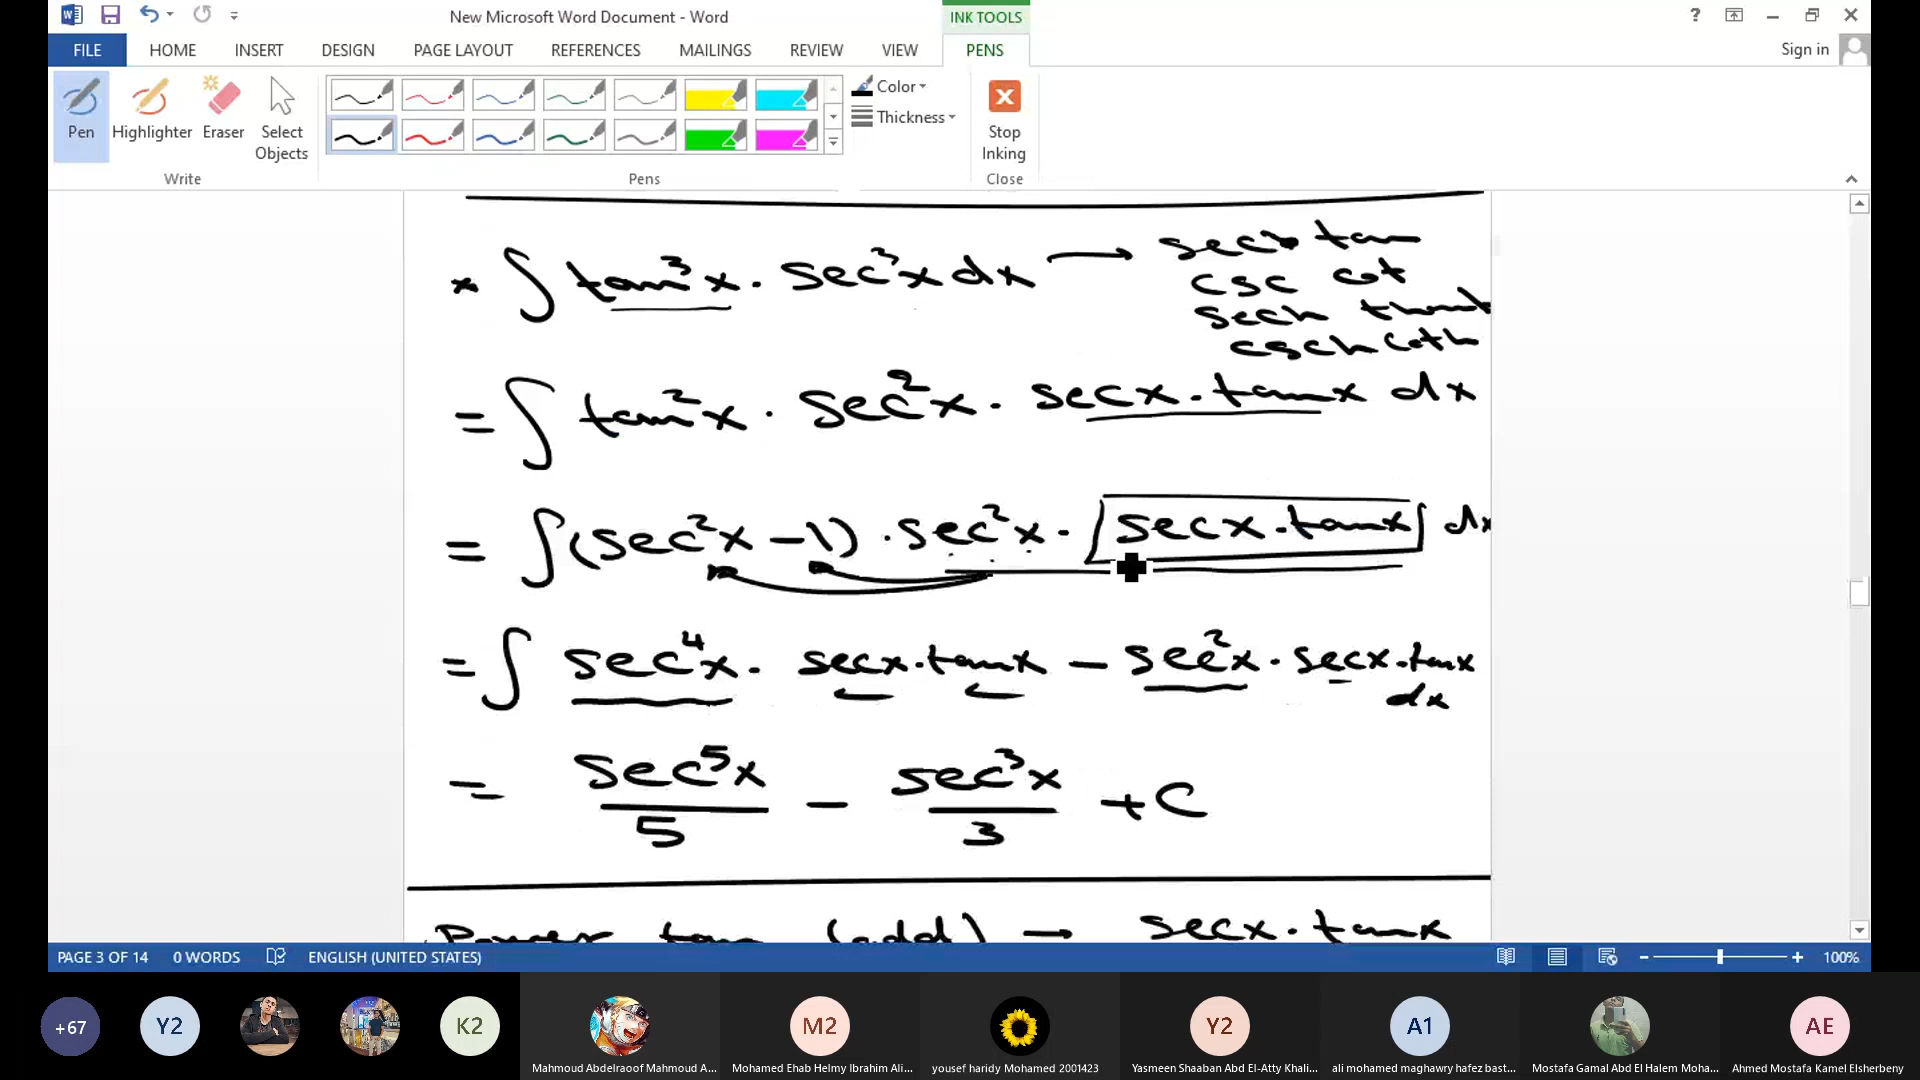 New Microsoft Word Document - Word
INK TOOLS
Sign in
FILE HOME INSERT DESIGN PAGE LAYOUT REFERENCES MAILINGS REVIEW VIEW PENS
Pen
Highlighter
Eraser
Select Objects
Color
Thickness
Stop Inking
Write
Pens
Close
* ∫ tan³x · sec³x dx → secx tan
csc cot
sech
csch coth
= ∫ tan²x · sec²x · secx · tanx dx
= ∫ (sec²x − 1) · sec²x · secx · tanx dx
= ∫ sec⁴x · secx · tanx − sec²x · secx · tanx
dx
= sec⁵x/5 − sec³x/3 + C
Power tan (odd) → secx · tanx
PAGE 3 OF 14 0 WORDS ENGLISH (UNITED STATES) 100%
+67
Y2
K2
M2
Y2
A1
AE
Mahmoud Abdelraoof Mahmoud A...
Mohamed Ehab Helmy Ibrahim Ali...
yousef haridy Mohamed 2001423
Yasmeen Shaaban Abd El-Atty Khali...
ali mohamed maghawry hafez bast...
Mostafa Gamal Abd El Halem Moha...
Ahmed Mostafa Kamel Elsherbeny